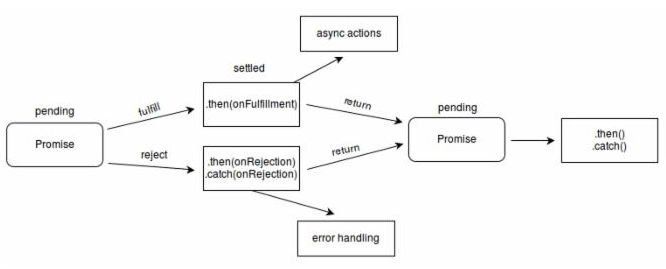 async actions
settled
pending
fulfill
.then(onFulfillment)
return
pending
Promise
Promise
.then()
.catch()
reject
.then(onRejection)
.catch(onRejection)
return
error handling